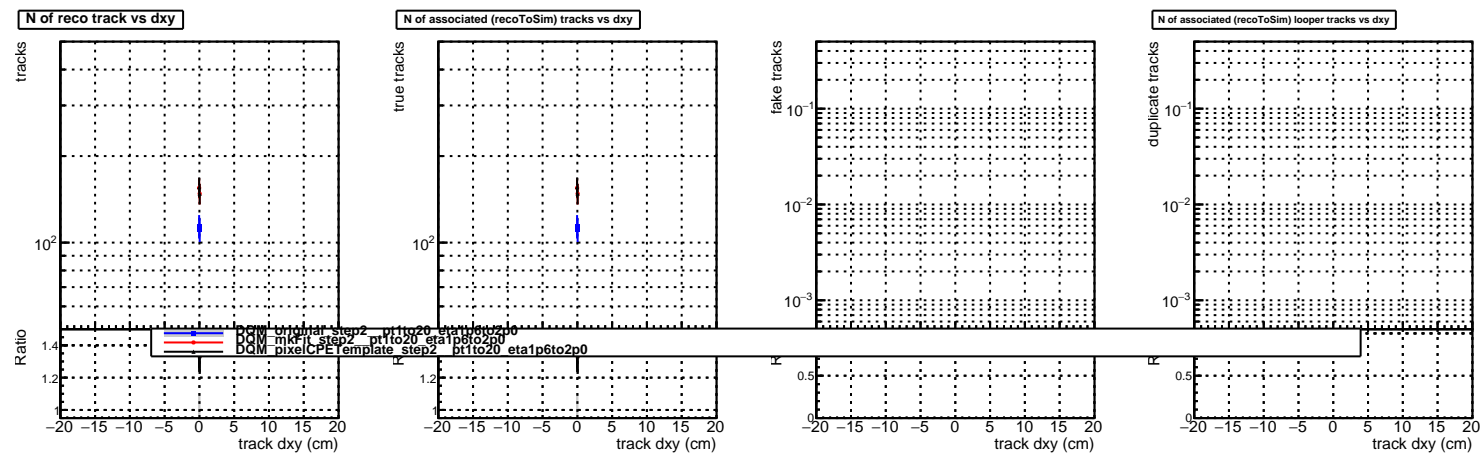 N of reco track vs dxy
N of associated (recoToSim) tracks vs dxy
N of associated (recoToSim) looper tracks vs dxy
tracks
10²
Ratio
1.4
1.2
1
−20 −15 −10 −5 0 5 10 15 20
track dxy (cm)
true tracks
10²
1.4
1.2
1
−20 −15 −10 −5 0 5 10 15 20
track dxy (cm)
fake tracks
10⁻¹
10⁻²
10⁻³
0.5
0
−20 −15 −10 −5 0 5 10 15 20
track dxy (cm)
duplicate tracks
10⁻¹
10⁻²
10⁻³
0.5
0
−20 −15 −10 −5 0 5 10 15 20
track dxy (cm)
DQM_original_step2__pt1to20_eta1p6to2p0
DQM_mkFit_step2__pt1to20_eta1p6to2p0
DQM_pixelCPETemplate_step2__pt1to20_eta1p6to2p0